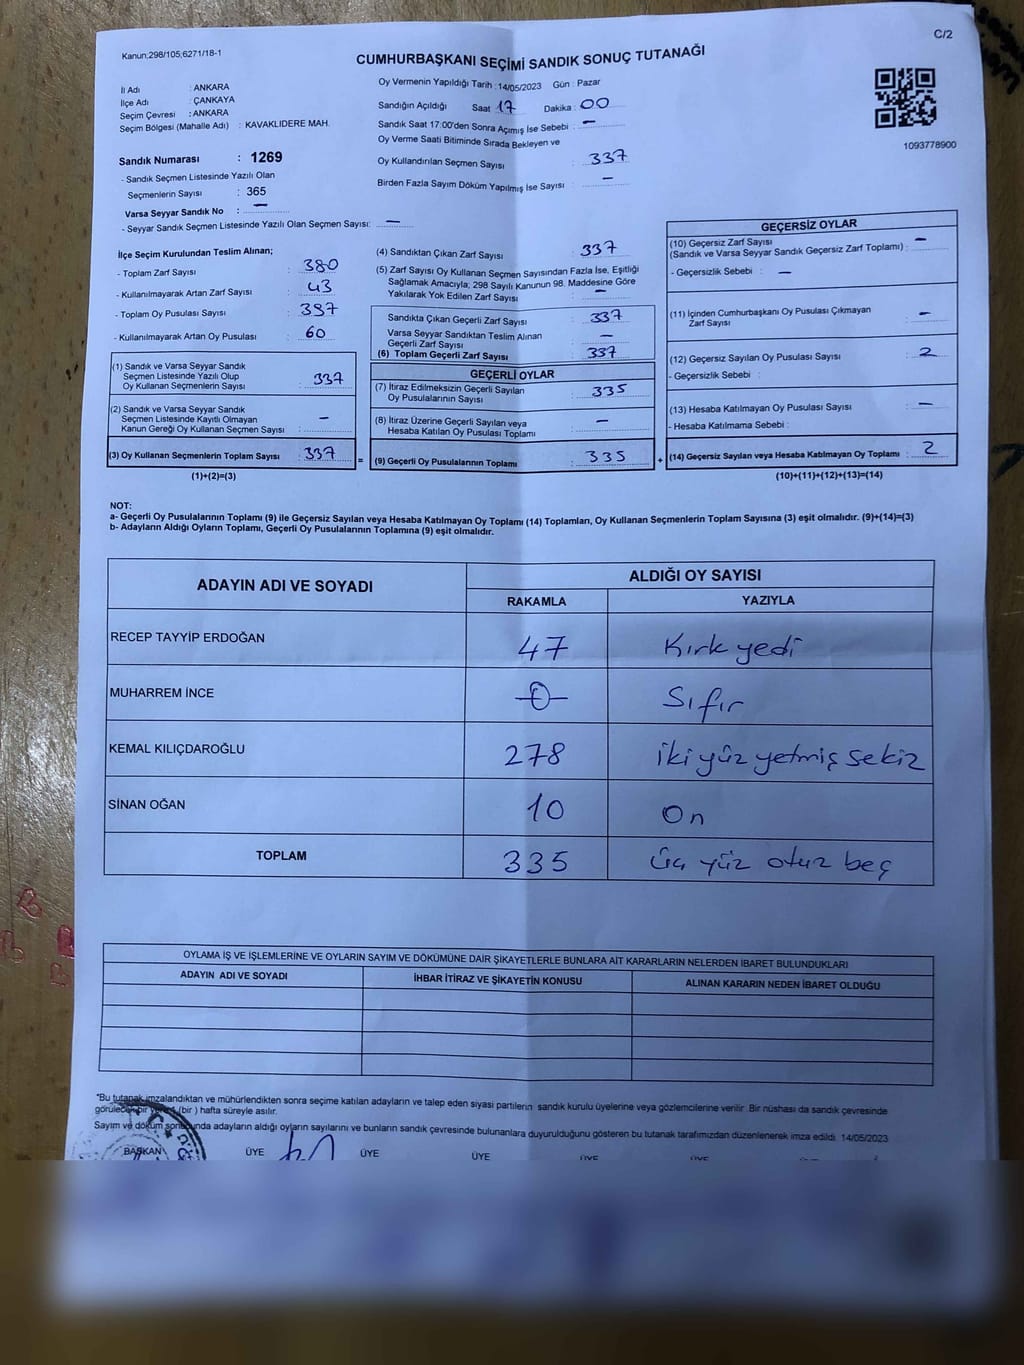 Kanun:298/105;6271/18-1
C/2
CUMHURBAŞKANI SEÇİMİ SANDIK SONUÇ TUTANAĞI
İl Adı : ANKARA
İlçe Adı : ÇANKAYA
Seçim Çevresi : ANKARA
Seçim Bölgesi (Mahalle Adı) : KAVAKLIDERE MAH.
Sandık Numarası : 1269
- Sandık Seçmen Listesinde Yazılı Olan
Seçmenlerin Sayısı : 365
Varsa Seyyar Sandık No : —
- Seyyar Sandık Seçmen Listesinde Yazılı Olan Seçmen Sayısı: —
Oy Vermenin Yapıldığı Tarih :14/05/2023 Gün : Pazar
Sandığın Açıldığı Saat 17 Dakika : 00
Sandık Saat 17:00'den Sonra Açımış İse Sebebi : —
Oy Verme Saati Bitiminde Sırada Bekleyen ve
Oy Kullandırılan Seçmen Sayısı : 337
Birden Fazla Sayım Döküm Yapılmış İse Sayısı : —
1093778900
İlçe Seçim Kurulundan Teslim Alınan;
- Toplam Zarf Sayısı : 380
- Kullanılmayarak Artan Zarf Sayısı : 43
- Toplam Oy Pusulası Sayısı : 397
- Kullanılmayarak Artan Oy Pusulası : 60
(1) Sandık ve Varsa Seyyar Sandık
Seçmen Listesinde Yazılı Olup
Oy Kullanan Seçmenlerin Sayısı : 337
(2) Sandık ve Varsa Seyyar Sandık
Seçmen Listesinde Kayıtlı Olmayan
Kanun Gereği Oy Kullanan Seçmen Sayısı : —
(3) Oy Kullanan Seçmenlerin Toplam Sayısı : 337
(1)+(2)=(3)
(4) Sandıktan Çıkan Zarf Sayısı : 337
(5) Zarf Sayısı Oy Kullanan Seçmen Sayısından Fazla İse, Eşitliği
Sağlamak Amacıyla; 298 Sayılı Kanunun 98. Maddesine Göre
Yakılarak Yok Edilen Zarf Sayısı : —
Sandıkta Çıkan Geçerli Zarf Sayısı : 337
Varsa Seyyar Sandıktan Teslim Alınan
Geçerli Zarf Sayısı : —
(6) Toplam Geçerli Zarf Sayısı : 337
GEÇERLİ OYLAR
(7) İtiraz Edilmeksizin Geçerli Sayılan
Oy Pusulalarının Sayısı : 335
(8) İtiraz Üzerine Geçerli Sayılan veya
Hesaba Katılan Oy Pusulası Toplamı : —
(9) Geçerli Oy Pusulalarının Toplamı : 335
GEÇERSİZ OYLAR
(10) Geçersiz Zarf Sayısı
(Sandık ve Varsa Seyyar Sandık Geçersiz Zarf Toplamı) : —
- Geçersizlik Sebebi : —
(11) İçinden Cumhurbaşkanı Oy Pusulası Çıkmayan
Zarf Sayısı : —
(12) Geçersiz Sayılan Oy Pusulası Sayısı : 2
- Geçersizlik Sebebi :
(13) Hesaba Katılmayan Oy Pusulası Sayısı : —
- Hesaba Katılmama Sebebi :
(14) Geçersiz Sayılan veya Hesaba Katılmayan Oy Toplamı : 2
(10)+(11)+(12)+(13)=(14)
NOT:
a- Geçerli Oy Pusulalarının Toplamı (9) ile Geçersiz Sayılan veya Hesaba Katılmayan Oy Toplamı (14) Toplamları, Oy Kullanan Seçmenlerin Toplam Sayısına (3) eşit olmalıdır. (9)+(14)=(3)
b- Adayların Aldığı Oyların Toplamı, Geçerli Oy Pusulalarının Toplamına (9) eşit olmalıdır.
ADAYIN ADI VE SOYADI
ALDIĞI OY SAYISI
RAKAMLA YAZIYLA
RECEP TAYYİP ERDOĞAN 47 Kırk yedi
MUHARREM İNCE -0- Sıfır
KEMAL KILIÇDAROĞLU 278 iki yüz yetmiş sekiz
SİNAN OĞAN 10 On
TOPLAM 335 üç yüz otuz beş
OYLAMA İŞ VE İŞLEMLERİNE VE OYLARIN SAYIM VE DÖKÜMÜNE DAİR ŞİKAYETLERLE BUNLARA AİT KARARLARIN NELERDEN İBARET BULUNDUKLARI
ADAYIN ADI VE SOYADI İHBAR İTİRAZ VE ŞİKAYETİN KONUSU ALINAN KARARIN NEDEN İBARET OLDUĞU
"Bu tutanak imzalandıktan ve mühürlendikten sonra seçime katılan adayların ve talep eden siyasi partilerin sandık kurulu üyelerine veya gözlemcilerine verilir .Bir nüshası da sandık çevresinde
görülecek bir yere 1 (bir ) hafta süreyle asılır.
Sayım ve döküm sonucunda adayların aldığı oyların sayılarını ve bunların sandık çevresinde bulunanlara duyurulduğunu gösteren bu tutanak tarafımızdan düzenlenerek imza edildi. 14/05/2023
BAŞKAN ÜYE ÜYE ÜYE ÜYE ÜYE ÜYE